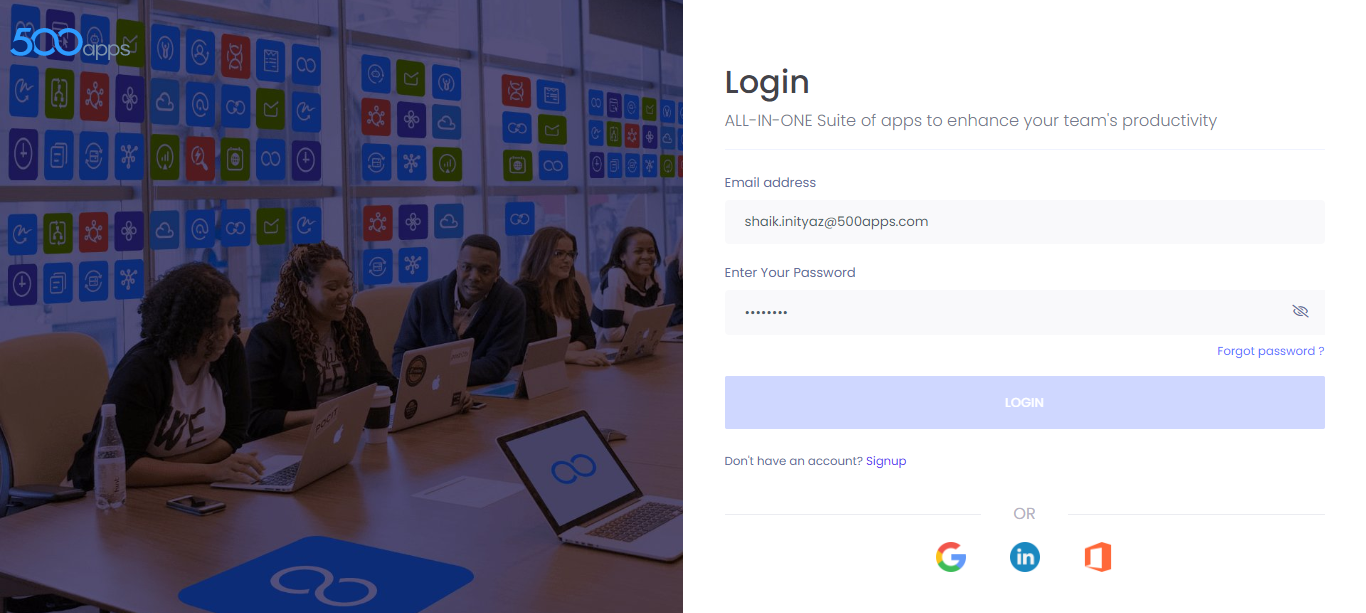 500apps
Login
ALL-IN-ONE Suite of apps to enhance your team's productivity
Email address
shaik.inityaz@500apps.com
Enter Your Password
••••••••
Forgot password ?
LOGIN
Don't have an account? Signup
OR
in